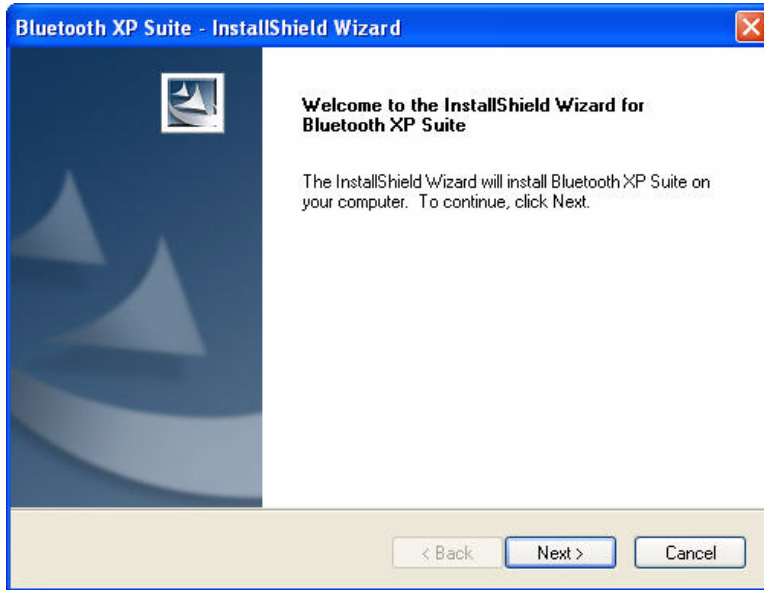 Bluetooth XP Suite - InstallShield Wizard
Welcome to the InstallShield Wizard for
Bluetooth XP Suite
The InstallShield Wizard will install Bluetooth XP Suite on
your computer. To continue, click Next.
< Back Next > Cancel